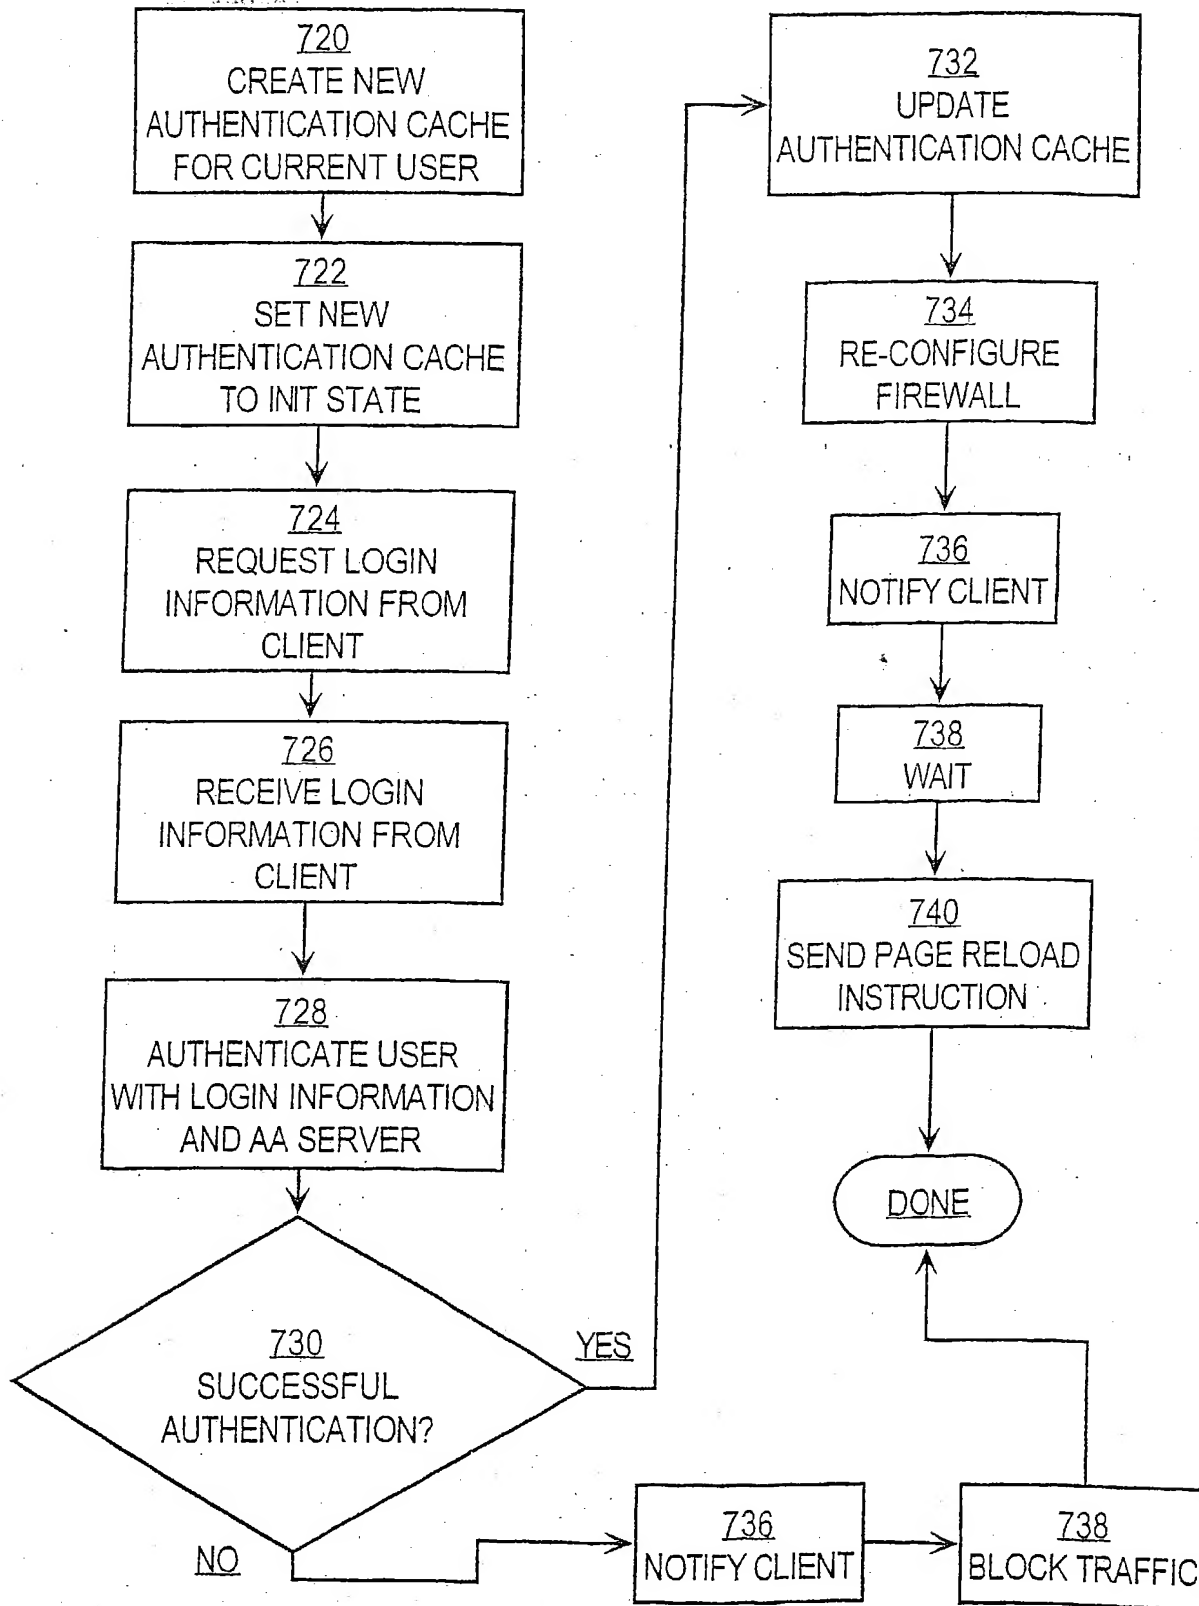 720
CREATE NEW
AUTHENTICATION CACHE
FOR CURRENT USER
722
SET NEW
AUTHENTICATION CACHE
TO INIT STATE
724
REQUEST LOGIN
INFORMATION FROM
CLIENT
726
RECEIVE LOGIN
INFORMATION FROM
CLIENT
728
AUTHENTICATE USER
WITH LOGIN INFORMATION
AND AA SERVER
730
SUCCESSFUL
AUTHENTICATION?
YES
NO
732
UPDATE
AUTHENTICATION CACHE
734
RE-CONFIGURE
FIREWALL
736
NOTIFY CLIENT
738
WAIT
740
SEND PAGE RELOAD
INSTRUCTION
DONE
736
NOTIFY CLIENT
738
BLOCK TRAFFIC